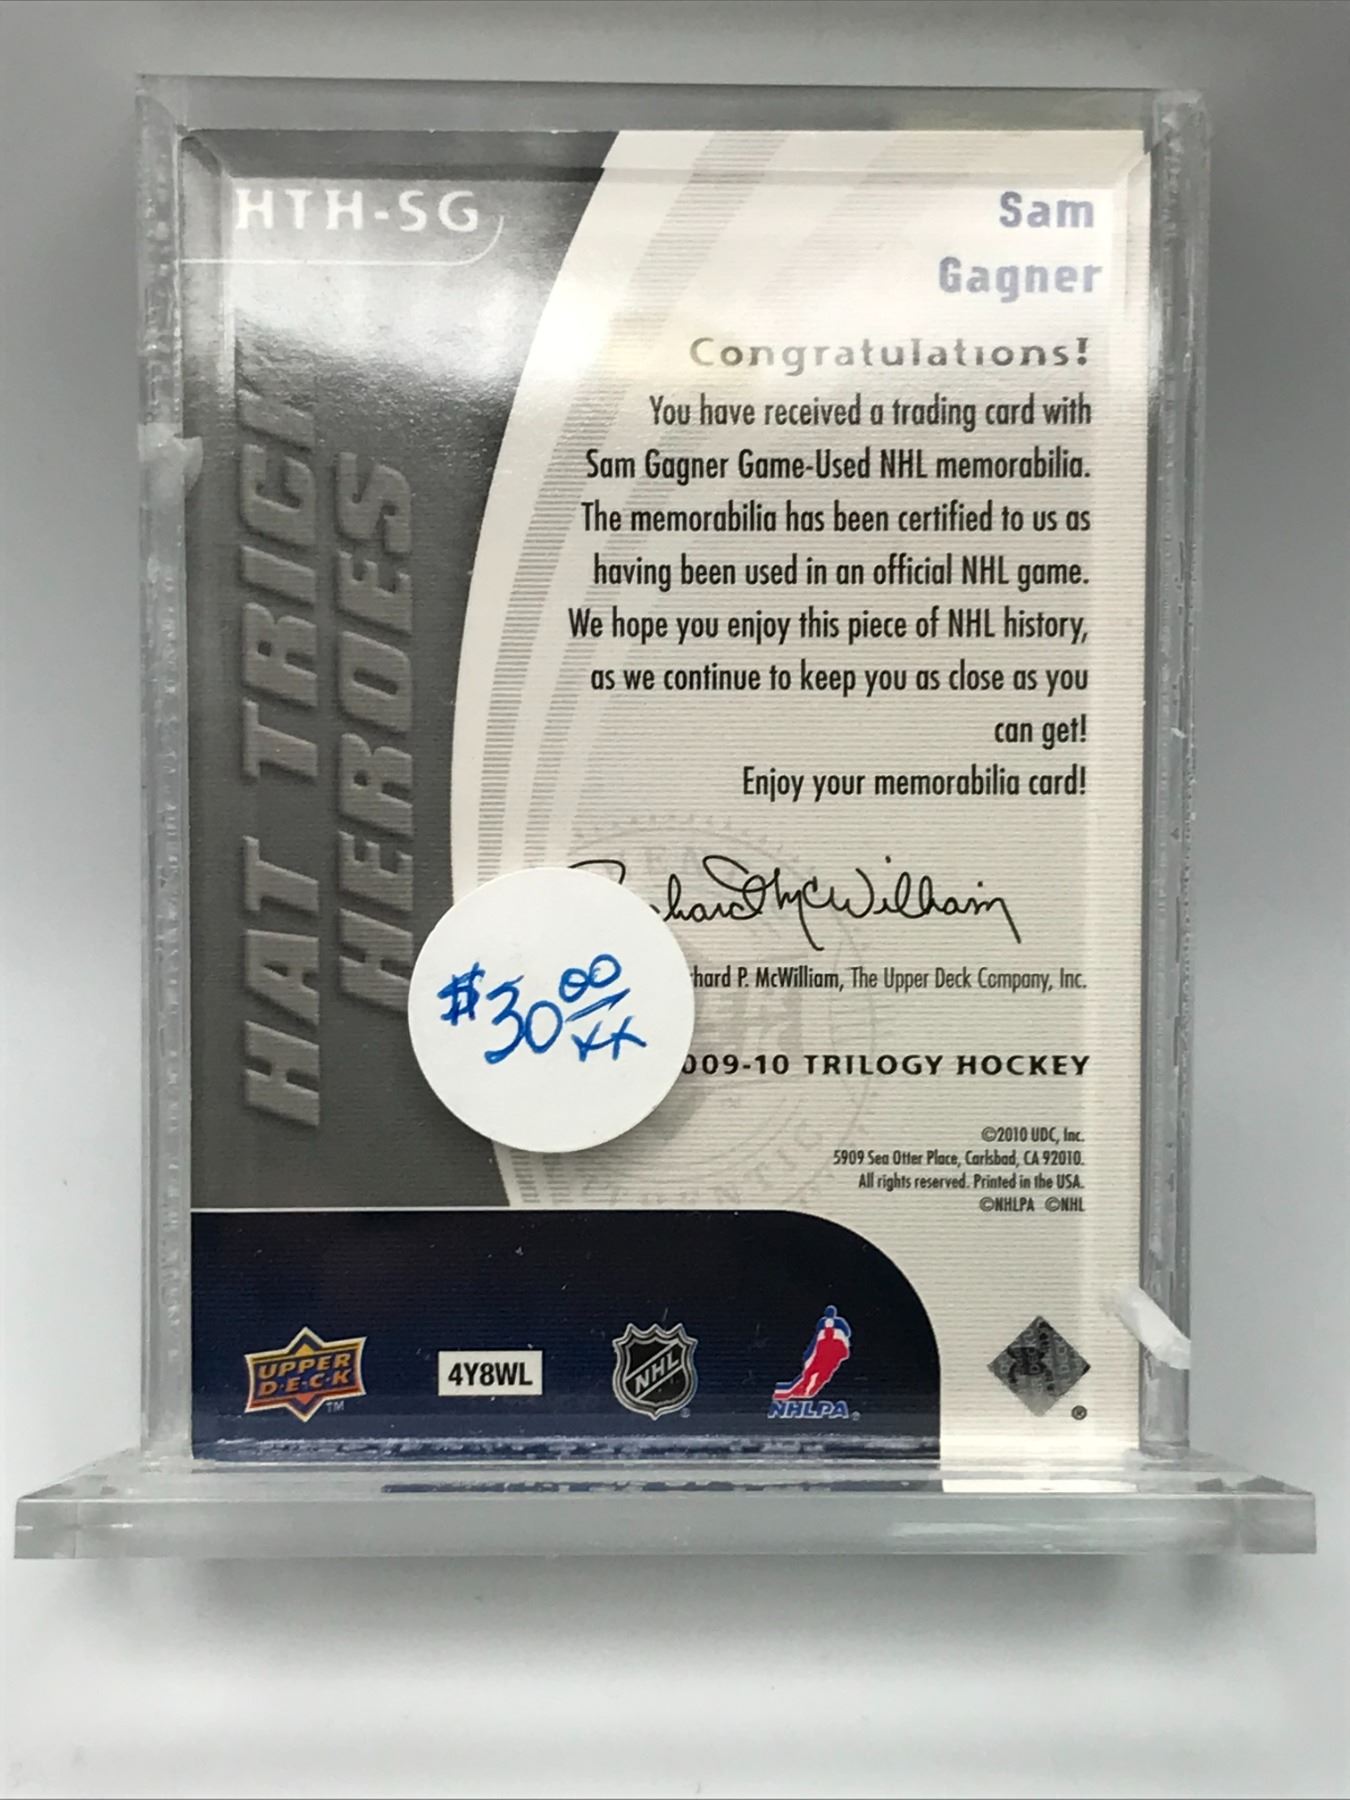 HTH-SG
Sam
Gagner
Congratulations!
You have received a trading card with
Sam Gagner Game-Used NHL memorabilia.
The memorabilia has been certified to us as
having been used in an official NHL game.
We hope you enjoy this piece of NHL history,
as we continue to keep you as close as you
can get!
Enjoy your memorabilia card!
HAT TRICK
HEROES
McWilliam
hard P. McWilliam, The Upper Deck Company, Inc.
$30 00/xx
009-10 TRILOGY HOCKEY
©2010 UDC, Inc.
5909 Sea Otter Place, Carlsbad, CA 92010.
All rights reserved. Printed in the USA.
©NHLPA ©NHL
UPPER
D·E·C·K
TM
4Y8WL
NHL
®
NHLPA®
®